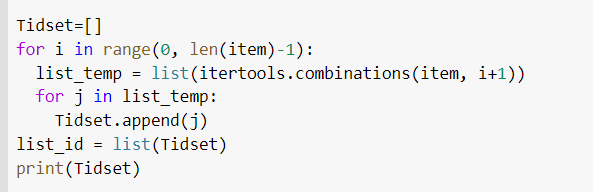 Tidset=[]
for i in range(0, len(item)-1):
  list_temp = list(itertools.combinations(item, i+1))
  for j in list_temp:
    Tidset.append(j)
list_id = list(Tidset)
print(Tidset)